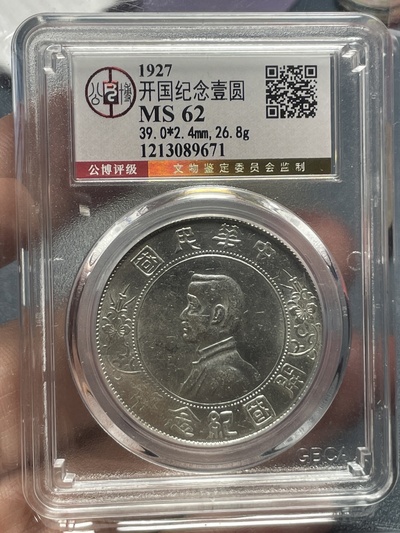 公博
1927
开国纪念壹圆
MS 62
39.0*2.4mm,26.8g
1213089671
公博评级
文物鉴定委员会监制
中華民國
開國紀念幣
GBCA